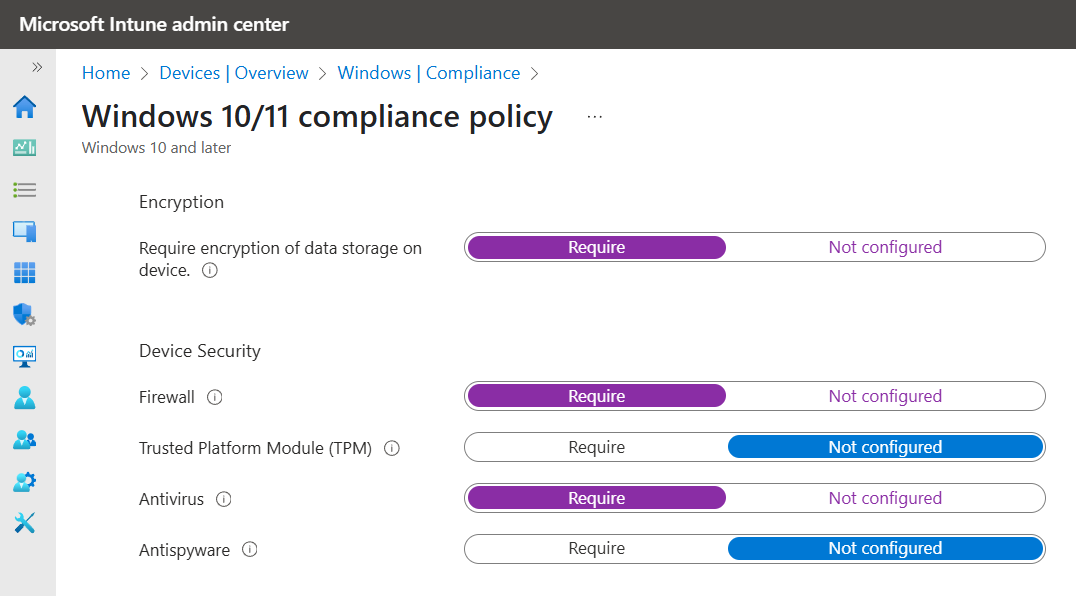 Microsoft Intune admin center
Home > Devices | Overview > Windows | Compliance >
Windows 10/11 compliance policy ...
Windows 10 and later
Encryption
Require encryption of data storage on
device.
Require Not configured
Device Security
Firewall Require Not configured
Trusted Platform Module (TPM) Require Not configured
Antivirus Require Not configured
Antispyware Require Not configured